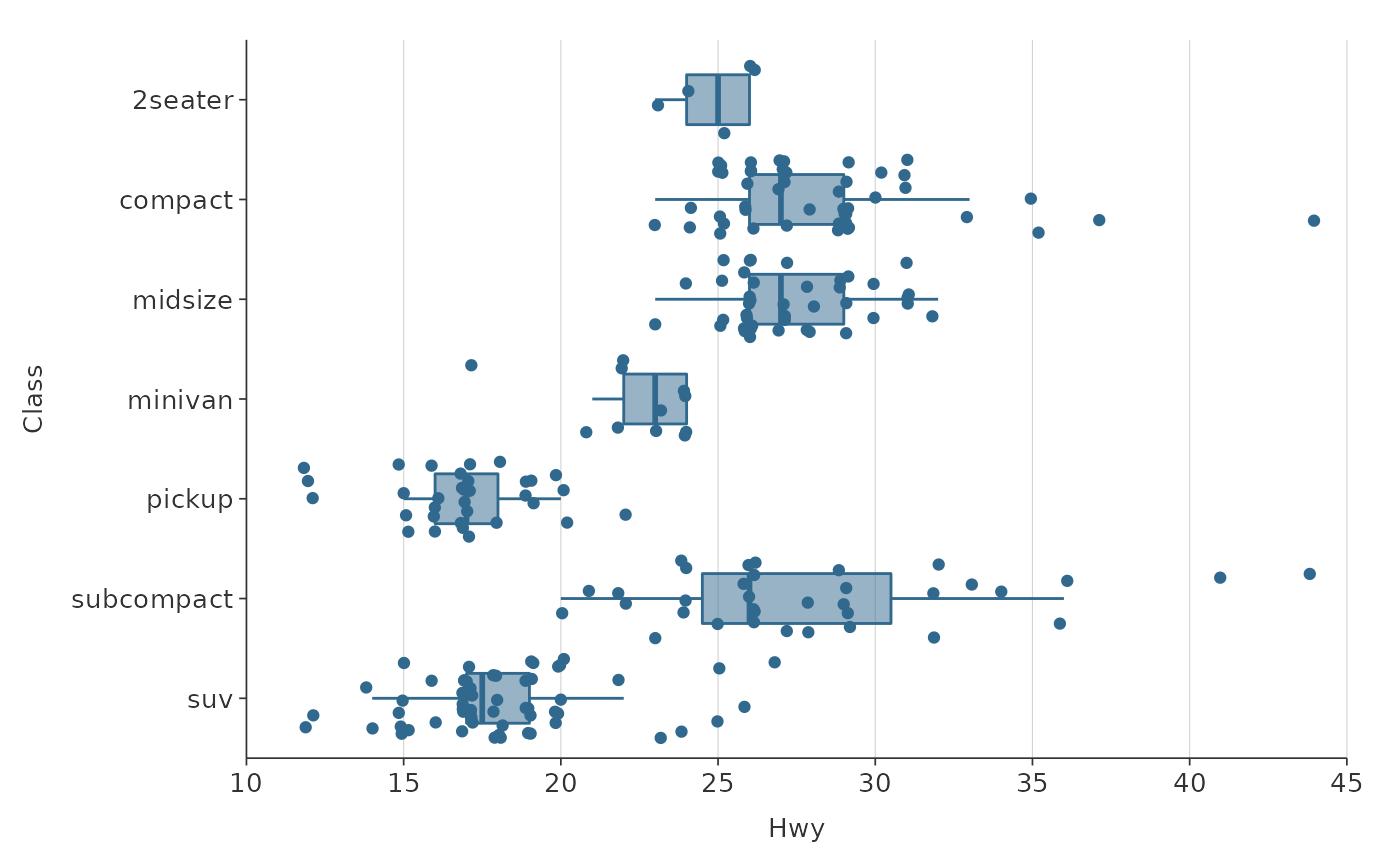 2seater
compact
midsize
minivan
pickup
subcompact
suv
Class
10 15 20 25 30 35 40 45
Hwy